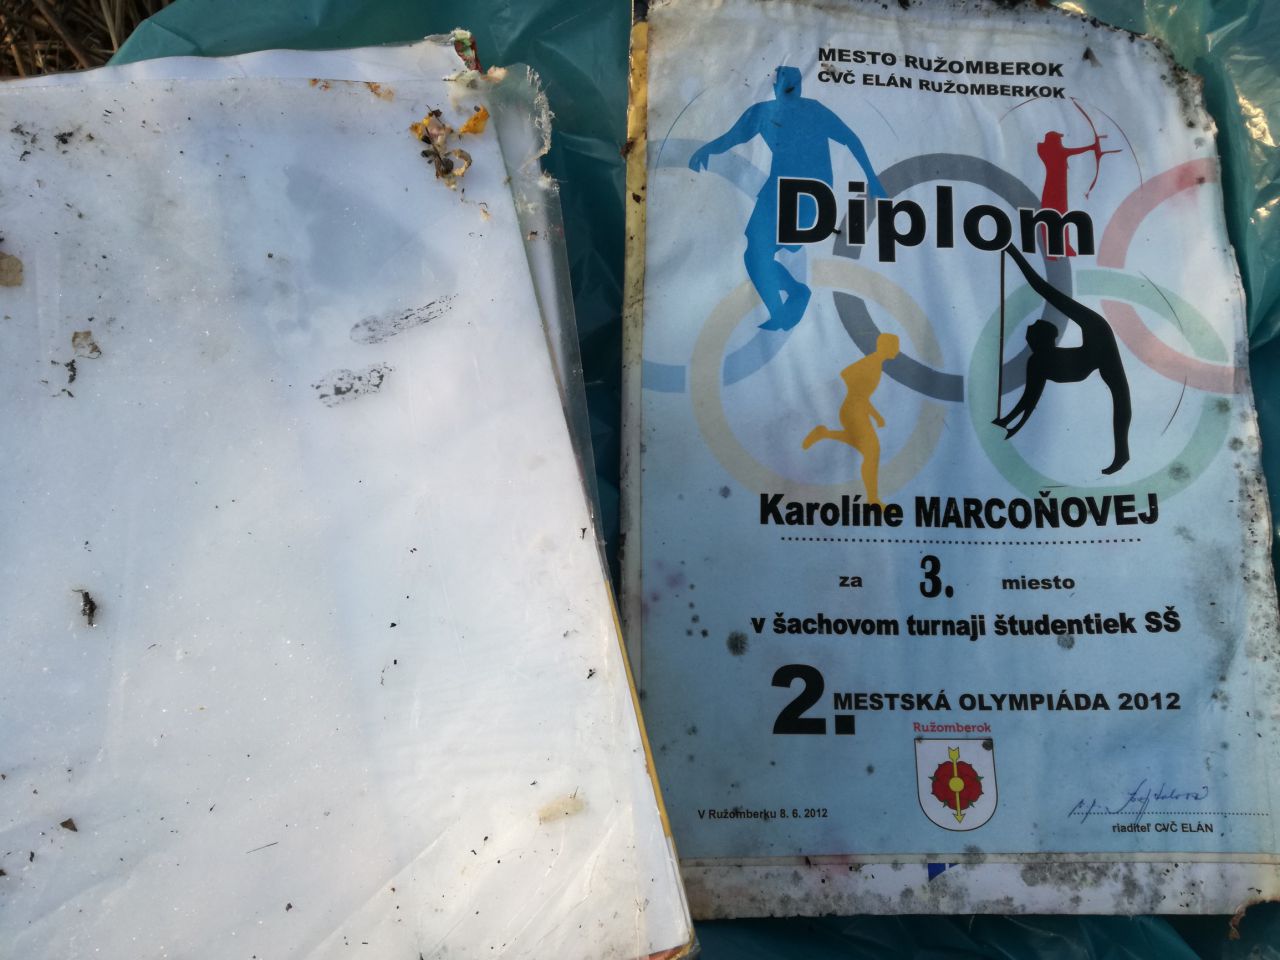 MESTO RUŽOMBEROK
CVČ ELÁN RUŽOMBERKOK
Diplom
Karolíne MARCOŇOVEJ
za 3. miesto
v šachovom turnaji študentiek SŠ
2. MESTSKÁ OLYMPIÁDA 2012
Ružomberok
V Ružomberku 8. 6. 2012
riaditeľ CVČ ELÁN